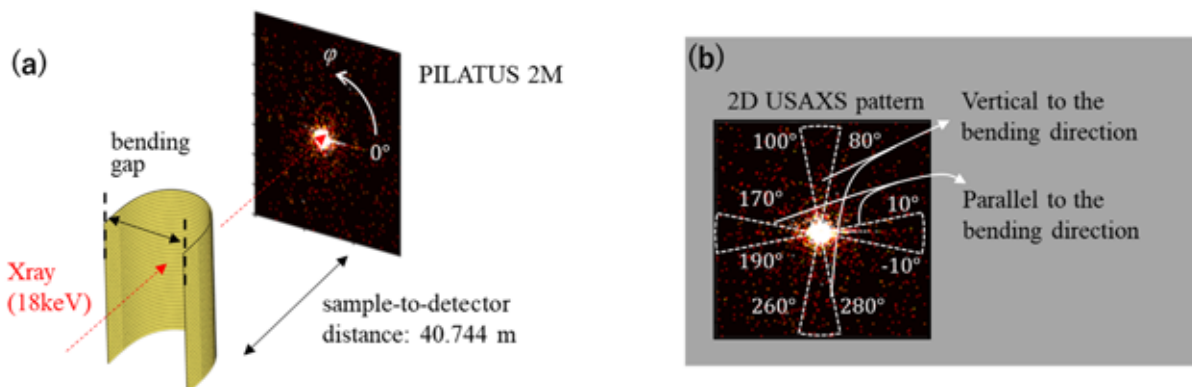 (a)
φ
PILATUS 2M
0°
bending
gap
Xray
(18keV)
sample-to-detector
distance: 40.744 m
(b)
2D USAXS pattern
Vertical to the
bending direction
100°
80°
170°
10°
Parallel to the
bending direction
190°
-10°
260°
280°